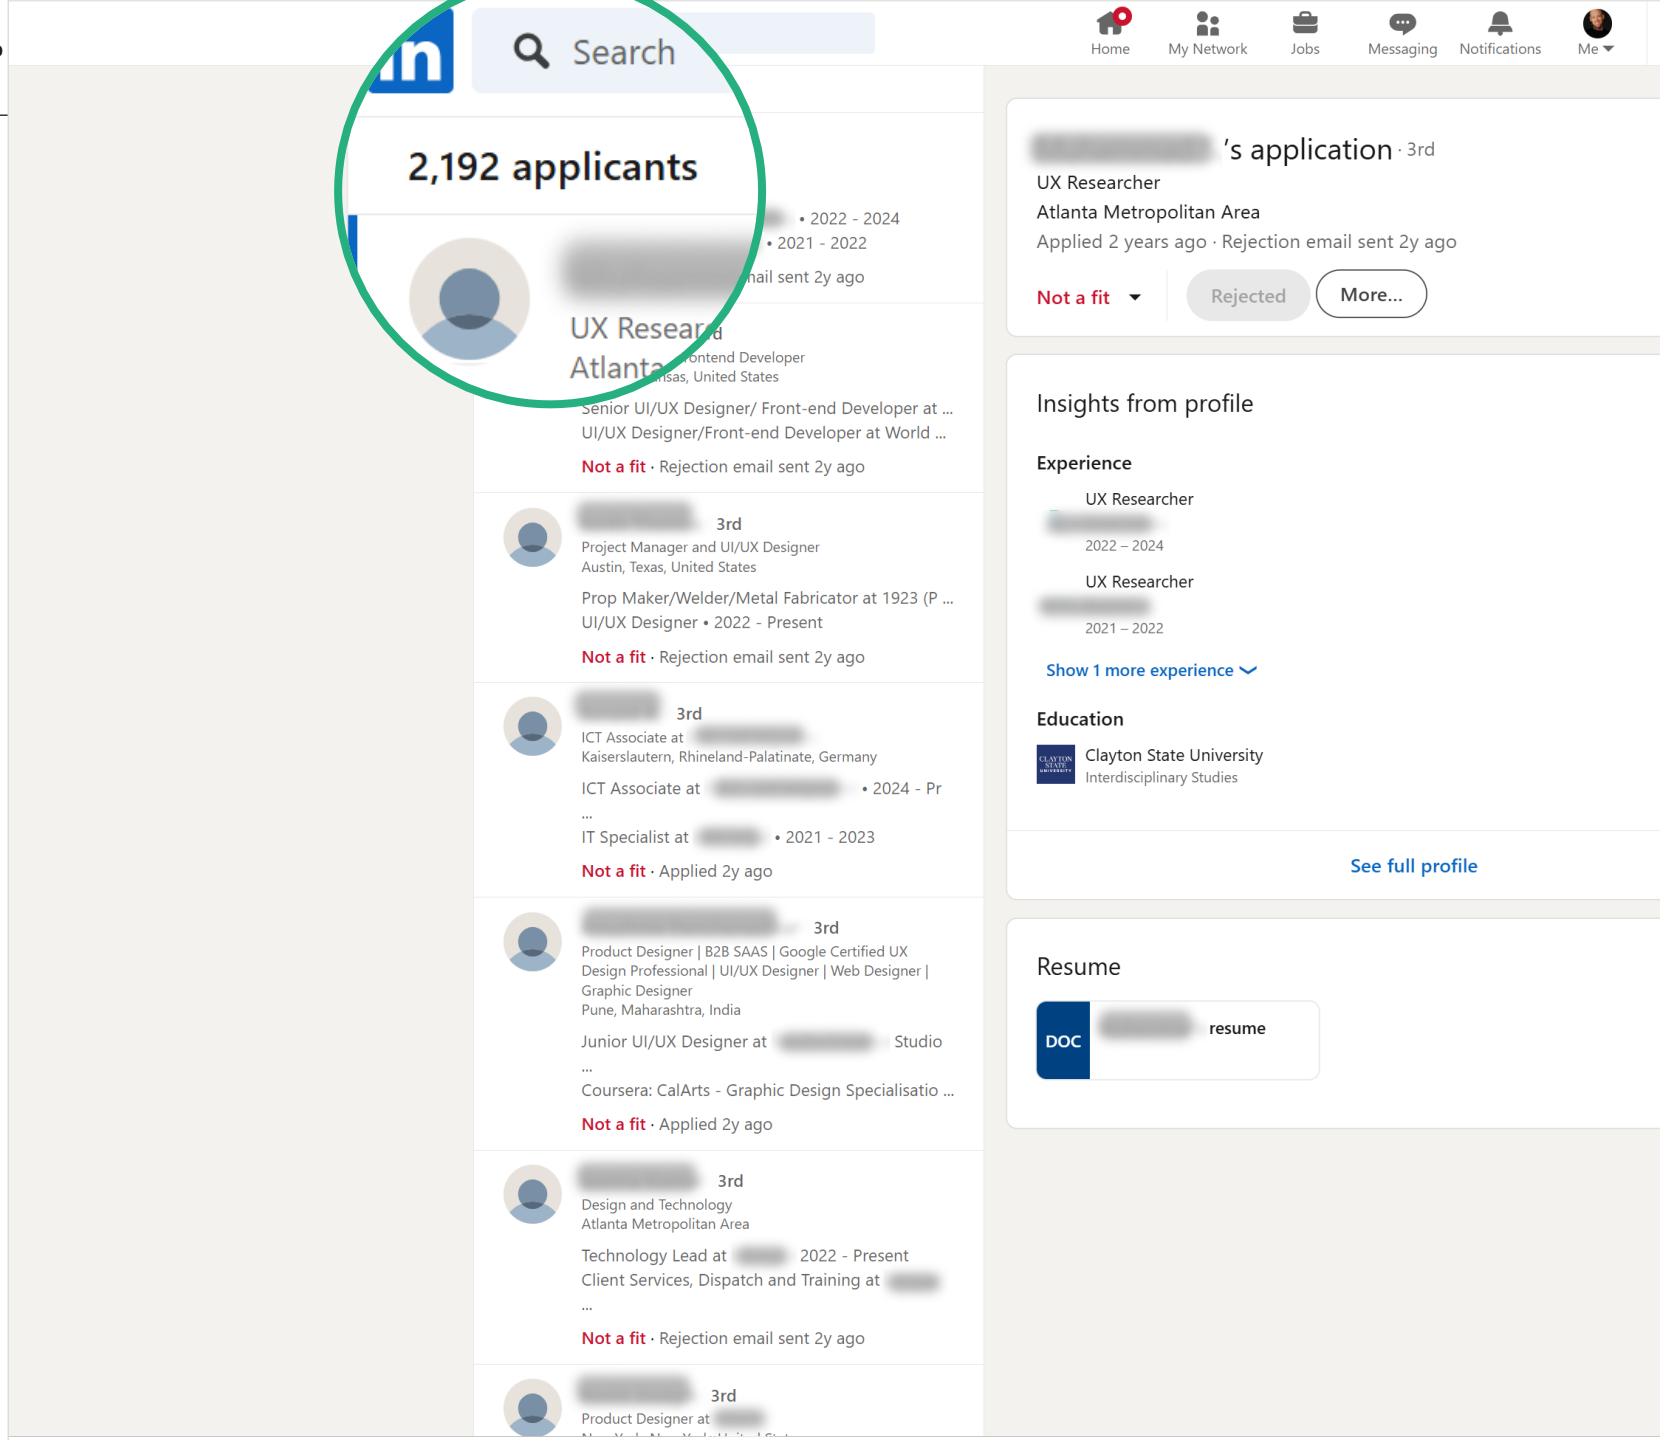 in
Search
Home
My Network
Jobs
Messaging
Notifications
Me
2,192 applicants
• 2022 - 2024
• 2021 - 2022
ail sent 2y ago
UX Resear
Atlanta
ontend Developer
sas, United States
Senior UI/UX Designer/ Front-end Developer at ...
UI/UX Designer/Front-end Developer at World ...
Not a fit · Rejection email sent 2y ago
3rd
Project Manager and UI/UX Designer
Austin, Texas, United States
Prop Maker/Welder/Metal Fabricator at 1923 (P ...
UI/UX Designer • 2022 - Present
Not a fit · Rejection email sent 2y ago
3rd
ICT Associate at
Kaiserslautern, Rhineland-Palatinate, Germany
ICT Associate at • 2024 - Pr
...
IT Specialist at • 2021 - 2023
Not a fit · Applied 2y ago
3rd
Product Designer | B2B SAAS | Google Certified UX
Design Professional | UI/UX Designer | Web Designer |
Graphic Designer
Pune, Maharashtra, India
Junior UI/UX Designer at Studio
...
Coursera: CalArts - Graphic Design Specialisatio ...
Not a fit · Applied 2y ago
3rd
Design and Technology
Atlanta Metropolitan Area
Technology Lead at 2022 - Present
Client Services, Dispatch and Training at
...
Not a fit · Rejection email sent 2y ago
3rd
Product Designer at
's application · 3rd
UX Researcher
Atlanta Metropolitan Area
Applied 2 years ago · Rejection email sent 2y ago
Not a fit
Rejected
More...
Insights from profile
Experience
UX Researcher
2022 – 2024
UX Researcher
2021 – 2022
Show 1 more experience
Education
CLAYTON
STATE
UNIVERSITY
Clayton State University
Interdisciplinary Studies
See full profile
Resume
DOC
resume